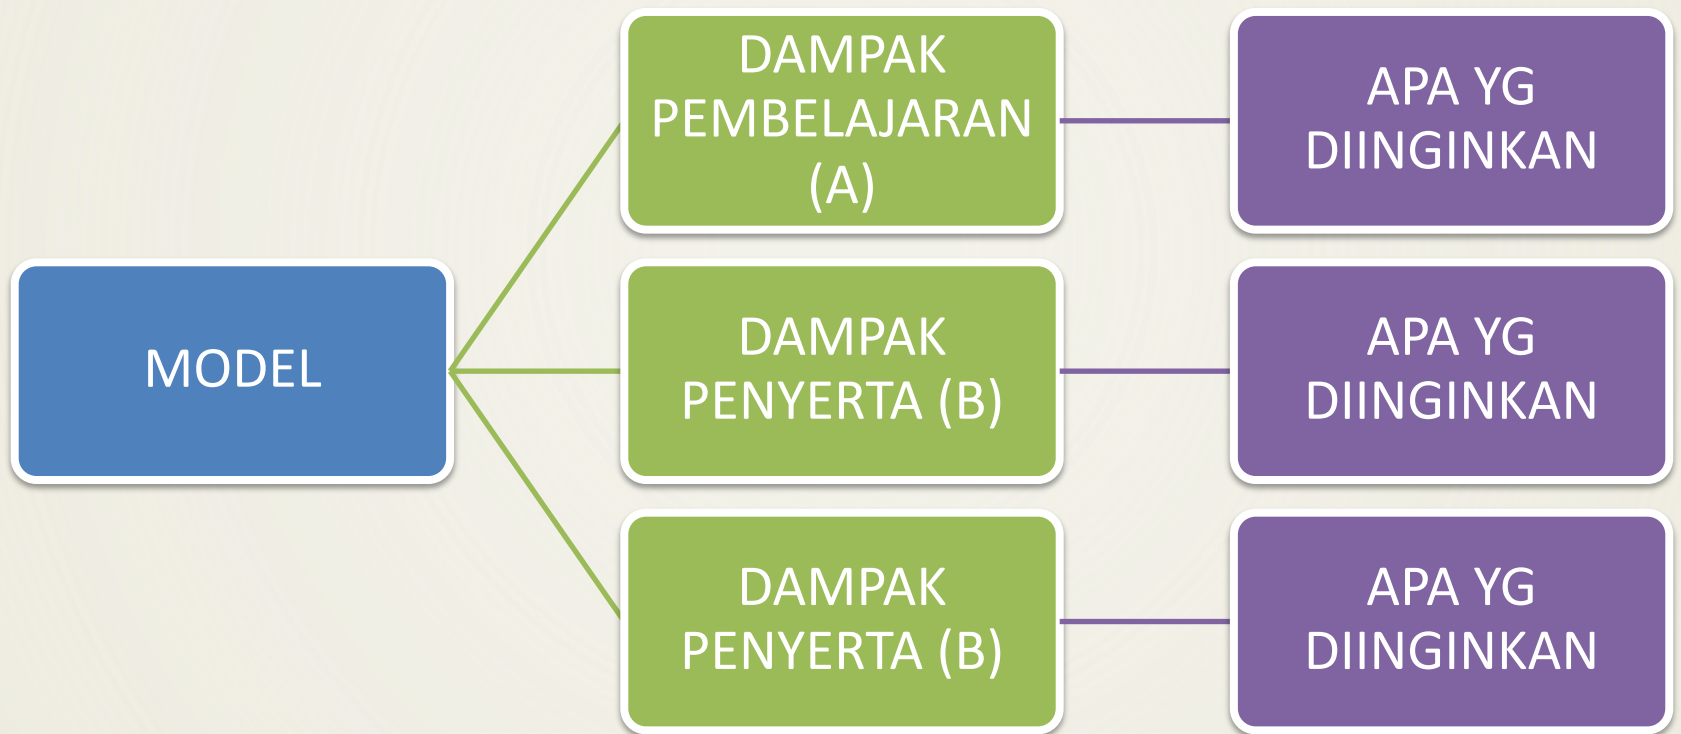 MODEL
DAMPAK
PEMBELAJARAN
(A)
APA YG
DIINGINKAN
DAMPAK
PENYERTA (B)
APA YG
DIINGINKAN
DAMPAK
PENYERTA (B)
APA YG
DIINGINKAN